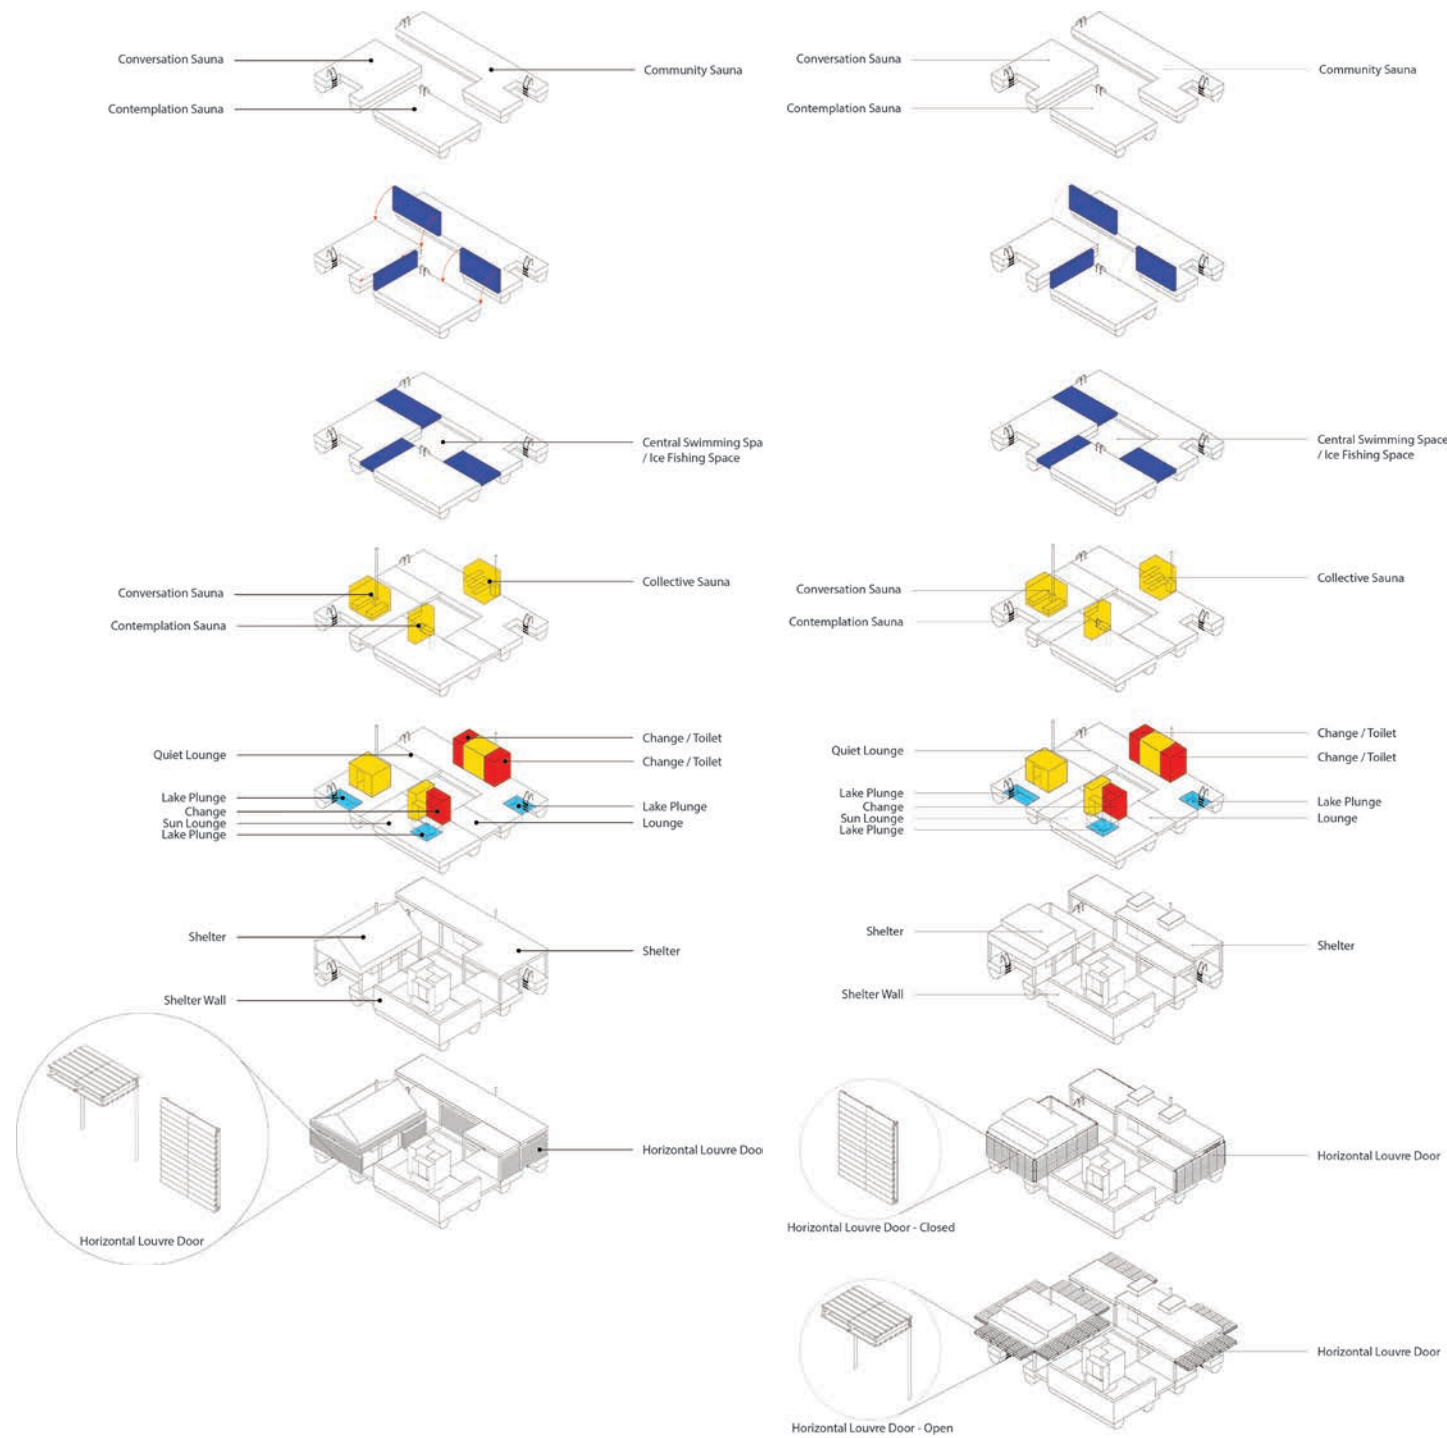 Conversation Sauna
Community Sauna
Contemplation Sauna
Central Swimming Spa
/ Ice Fishing Space
Conversation Sauna
Collective Sauna
Contemplation Sauna
Change / Toilet
Quiet Lounge
Change / Toilet
Lake Plunge
Lake Plunge
Change
Sun Lounge
Lounge
Lake Plunge
Shelter
Shelter
Shelter Wall
Horizontal Louvre Doo
Horizontal Louvre Door
Conversation Sauna
Community Sauna
Contemplation Sauna
Central Swimming Space
/ Ice Fishing Space
Collective Sauna
Conversation Sauna
Contemplation Sauna
Change / Toilet
Quiet Lounge
Change / Toilet
Lake Plunge
Lake Plunge
Change
Sun Lounge
Lounge
Lake Plunge
Shelter
Shelter
Shelter Wall
Horizontal Louvre Door
Horizontal Louvre Door - Closed
Horizontal Louvre Door
Horizontal Louvre Door - Open